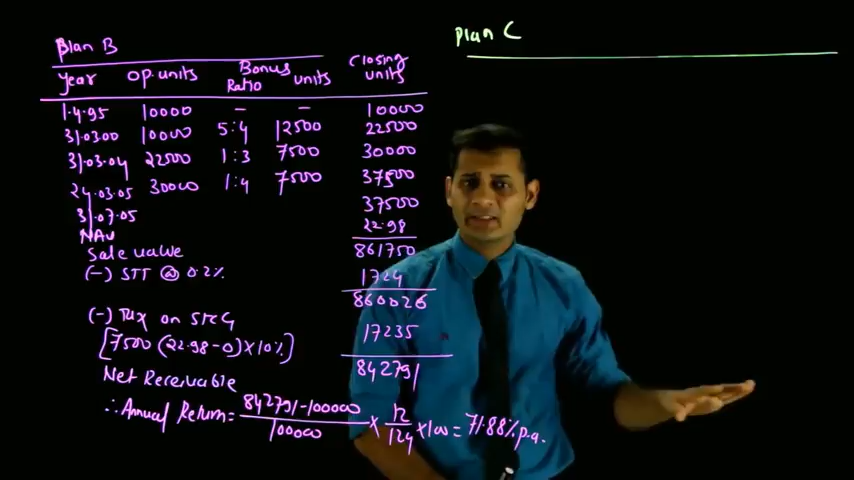 Plan B
Year Op. units Bonus Ratio units Closing units
1.4.95 10000 - - 10000
31.03.00 10000 5:4 12500 22500
31.03.04 22500 1:3 7500 30000
24.03.05 30000 1:4 7500 37500
31.07.05 37500
NAV 22.98
Sale value 861750
(-) STT @ 0.2% 1724
860026
(-) Tax on STCG
[7500 (22.98-0) x 10%] 17235
Net Receivable 842791
∴ Annual Return = 842791-100000 / 100000 x 12/124 x 100 = 71.88% p.a.
Plan C